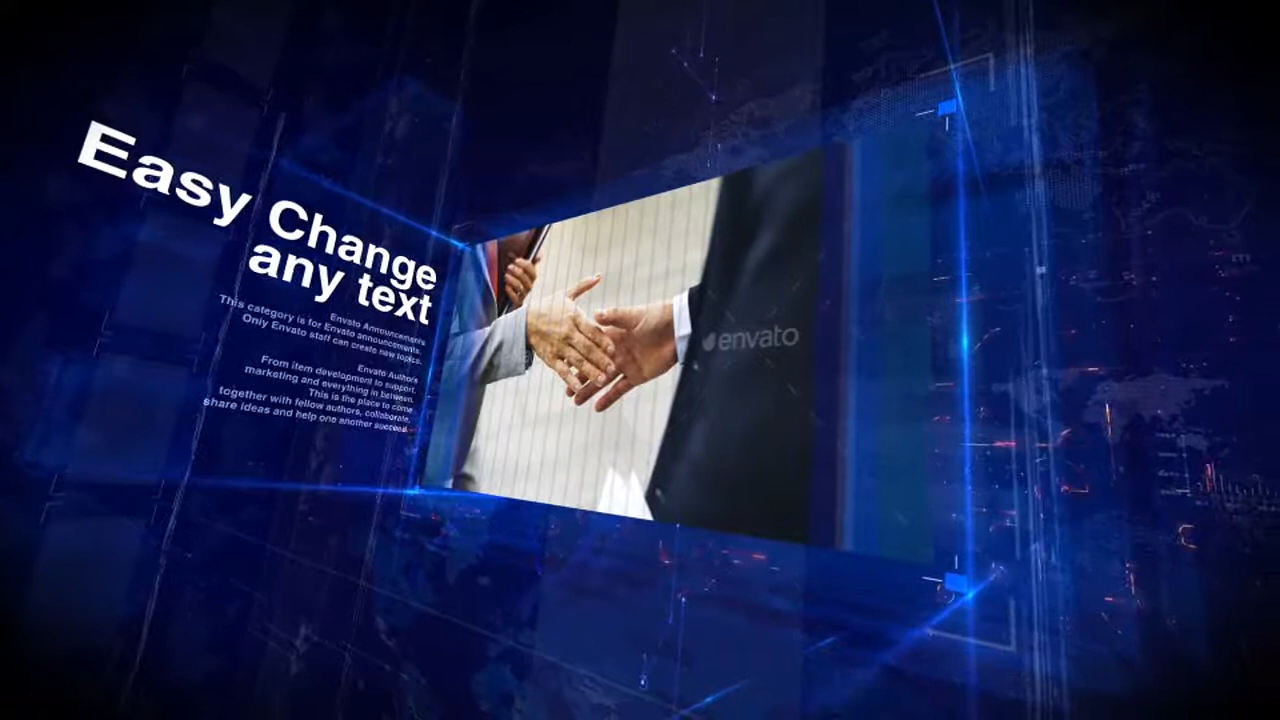 Easy Change
any text
Envato Announcements
This category is for Envato announcements.
Only Envato staff can create new topics.
Envato Authors
From item development to support,
marketing and everything in between.
This is the place to come
together with fellow authors, collaborate,
share ideas and help one another succeed.
envato